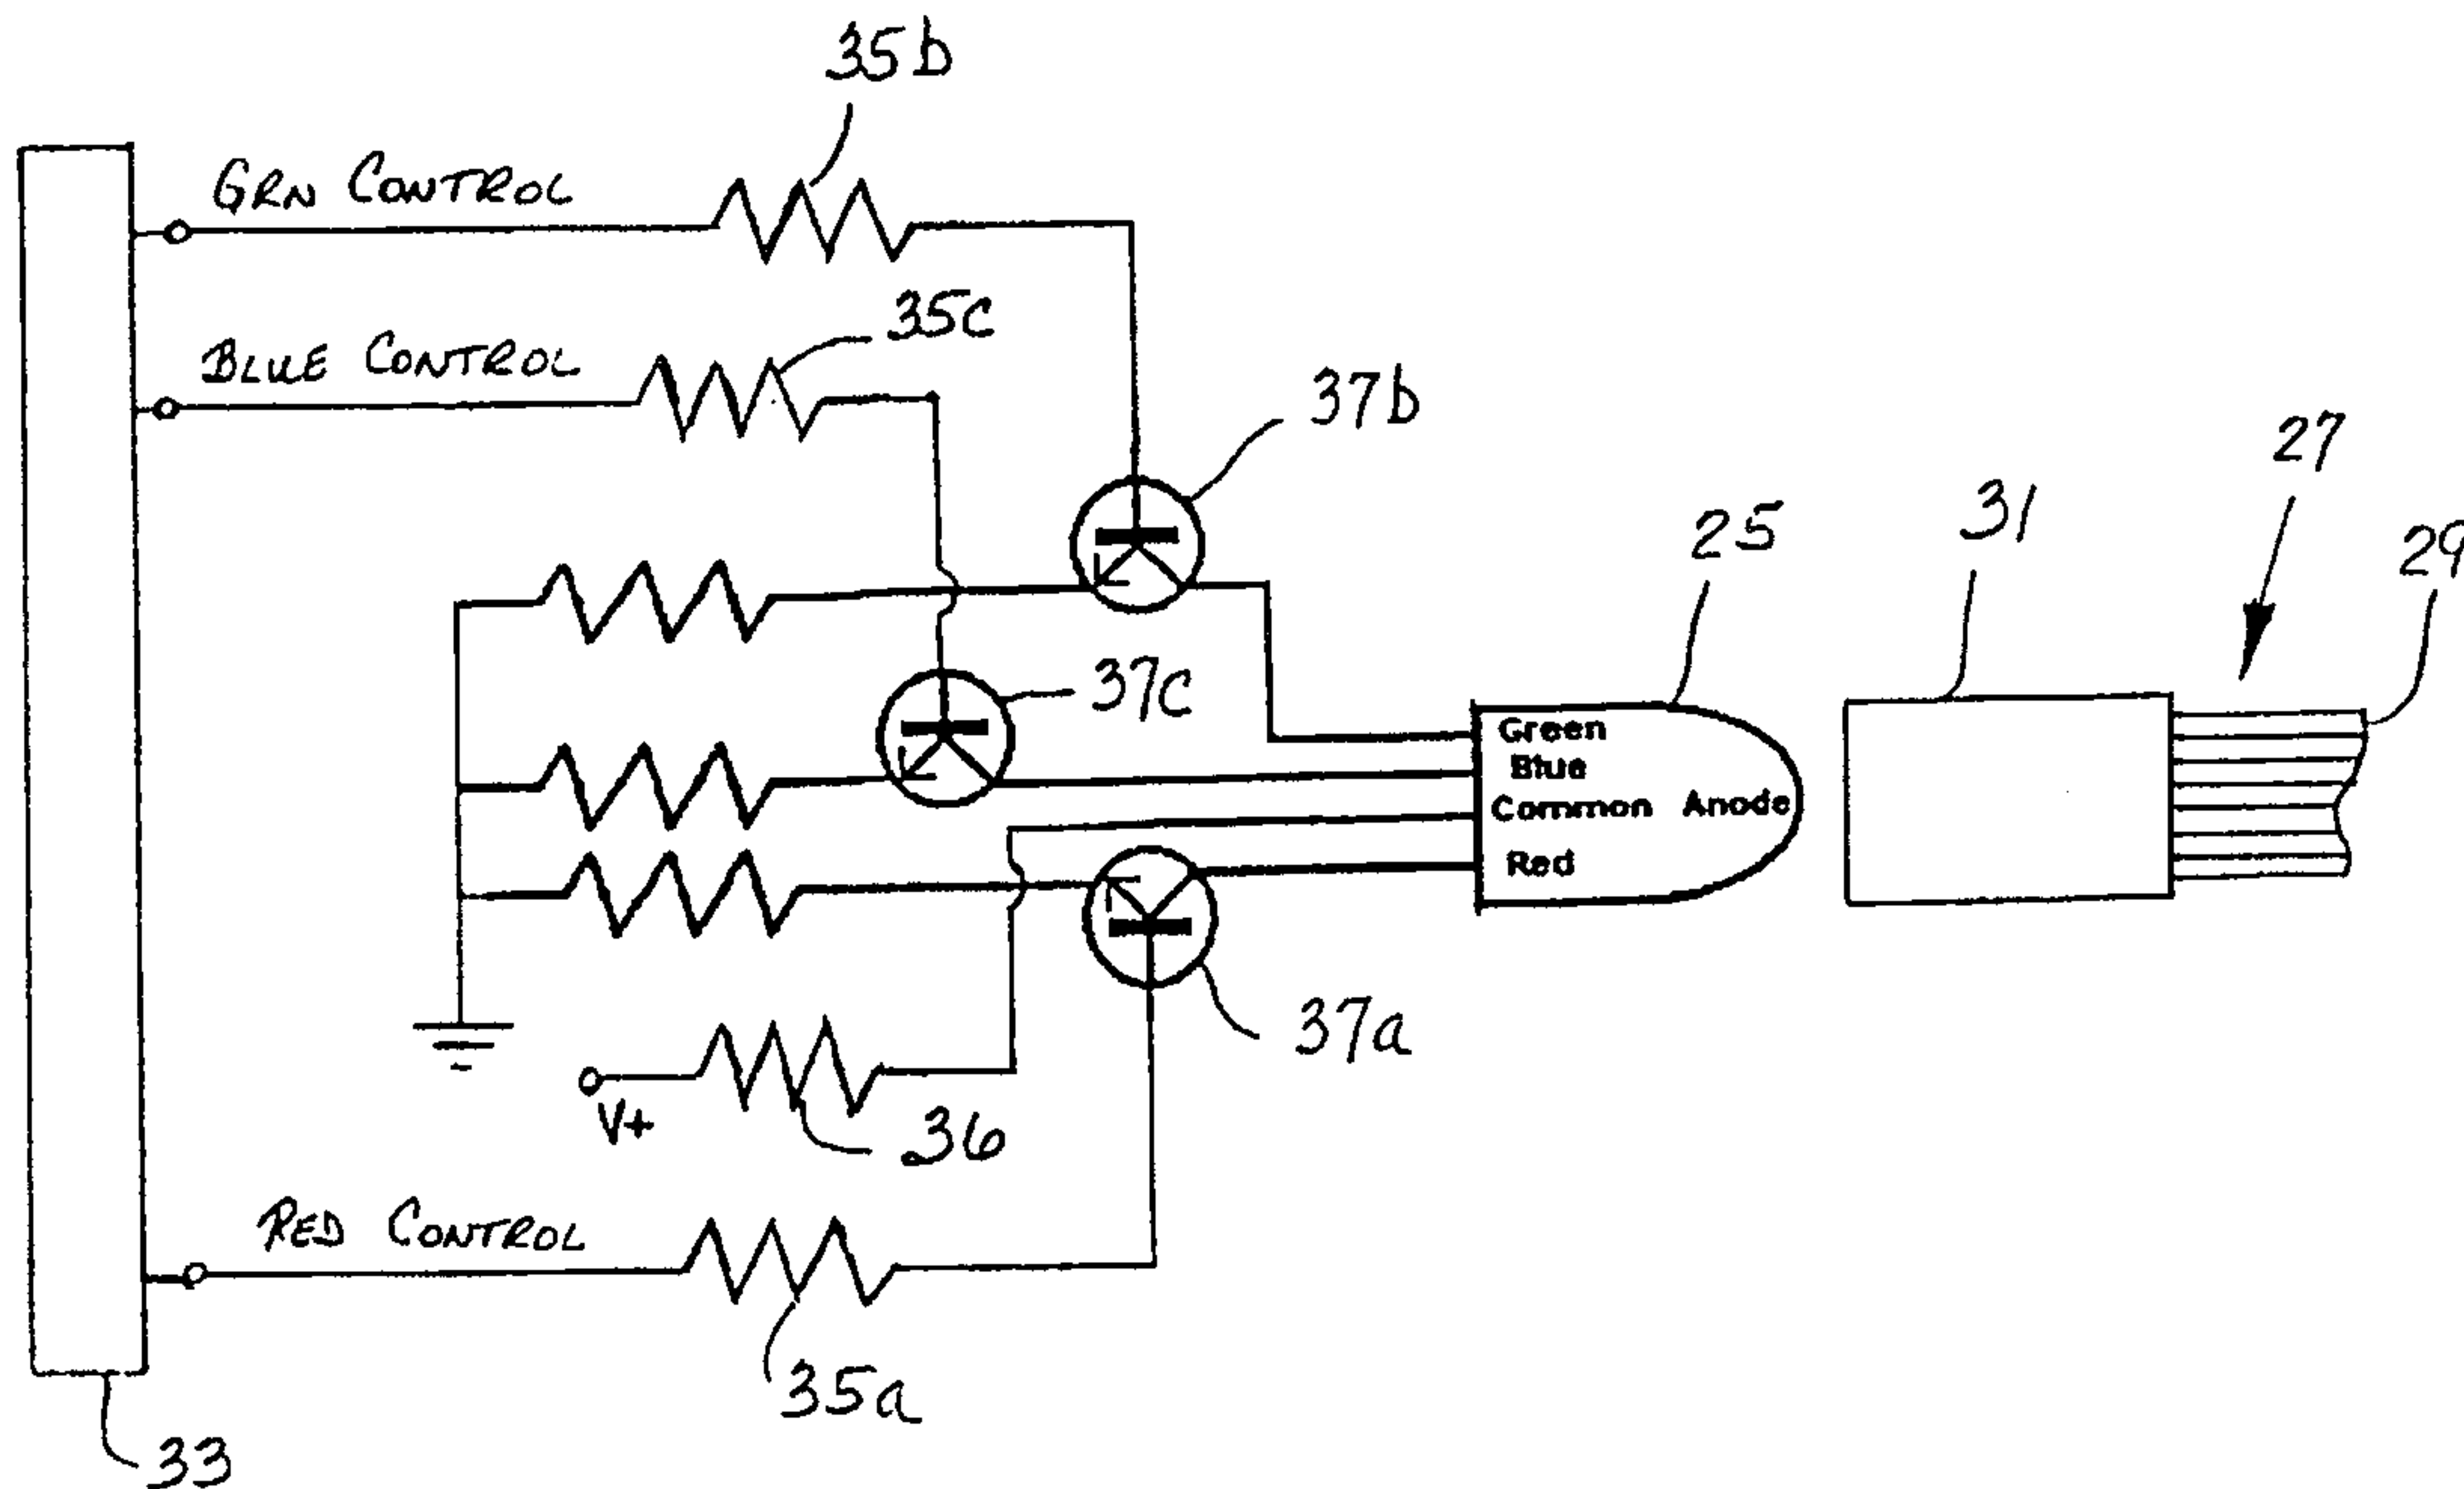 35b
GRN CONTROL
35c
BLUE CONTROL
37b
27
31
25
29
37c
Green
Blue
Common Anode
Red
37a
V+
36
RED CONTROL
35a
33